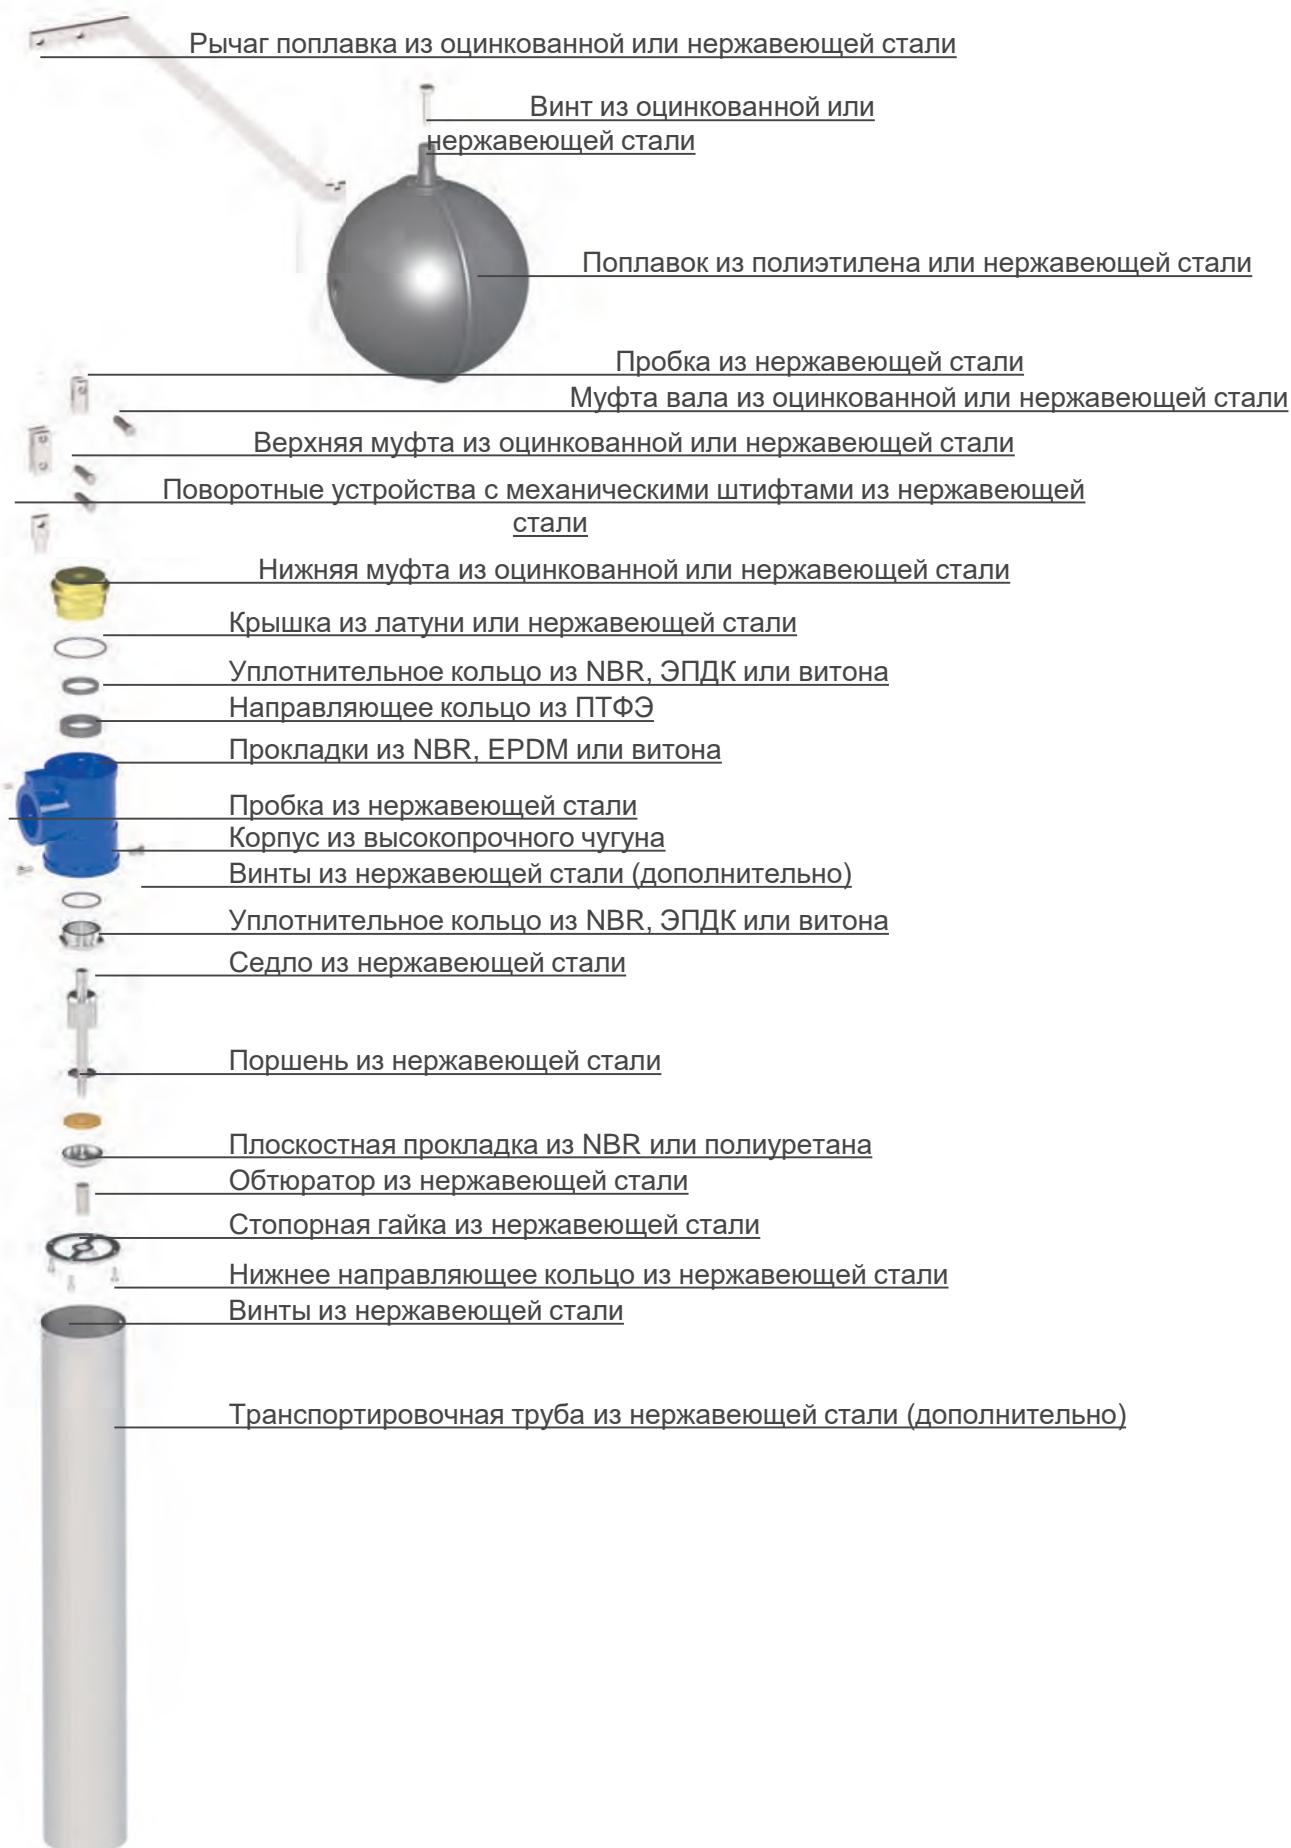 Рычаг поплавка из оцинкованной или нержавеющей стали
Винт из оцинкованной или
нержавеющей стали
Поплавок из полиэтилена или нержавеющей стали
Пробка из нержавеющей стали
Муфта вала из оцинкованной или нержавеющей стали
Верхняя муфта из оцинкованной или нержавеющей стали
Поворотные устройства с механическими штифтами из нержавеющей
стали
Нижняя муфта из оцинкованной или нержавеющей стали
Крышка из латуни или нержавеющей стали
Уплотнительное кольцо из NBR, ЭПДК или витона
Направляющее кольцо из ПТФЭ
Прокладки из NBR, EPDM или витона
Пробка из нержавеющей стали
Корпус из высокопрочного чугуна
Винты из нержавеющей стали (дополнительно)
Уплотнительное кольцо из NBR, ЭПДК или витона
Седло из нержавеющей стали
Поршень из нержавеющей стали
Плоскостная прокладка из NBR или полиуретана
Обтюратор из нержавеющей стали
Стопорная гайка из нержавеющей стали
Нижнее направляющее кольцо из нержавеющей стали
Винты из нержавеющей стали
Транспортировочная труба из нержавеющей стали (дополнительно)